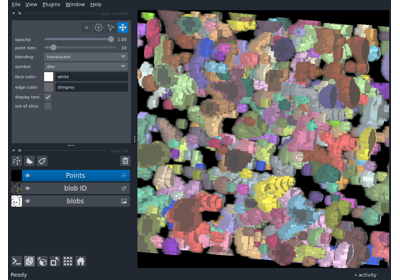 File View Plugins Window Help
opacity: 1.00
point size: 10
blending: translucent
symbol: disc
face color: white
edge color: dimgrey
display text:
out of slice:
Points
blob ID
blobs
Ready
activity